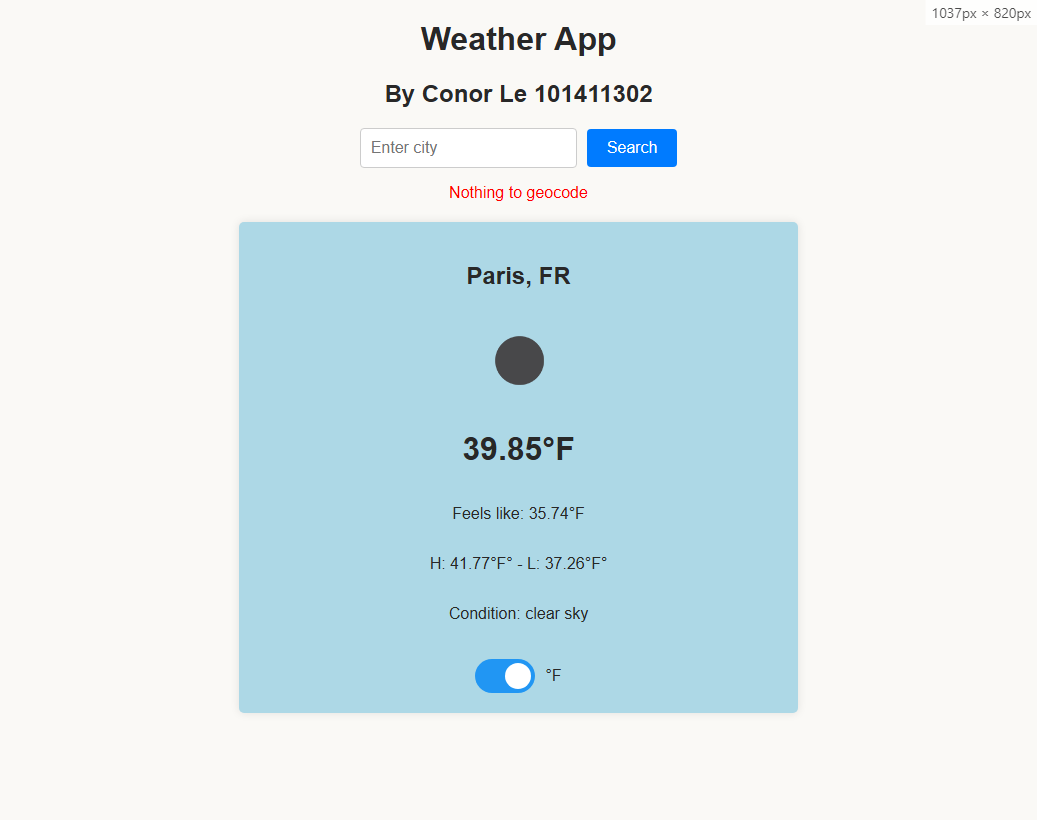 1037px × 820px
Weather App
By Conor Le 101411302
Enter city
Search
Nothing to geocode
Paris, FR
39.85°F
Feels like: 35.74°F
H: 41.77°F° - L: 37.26°F°
Condition: clear sky
°F